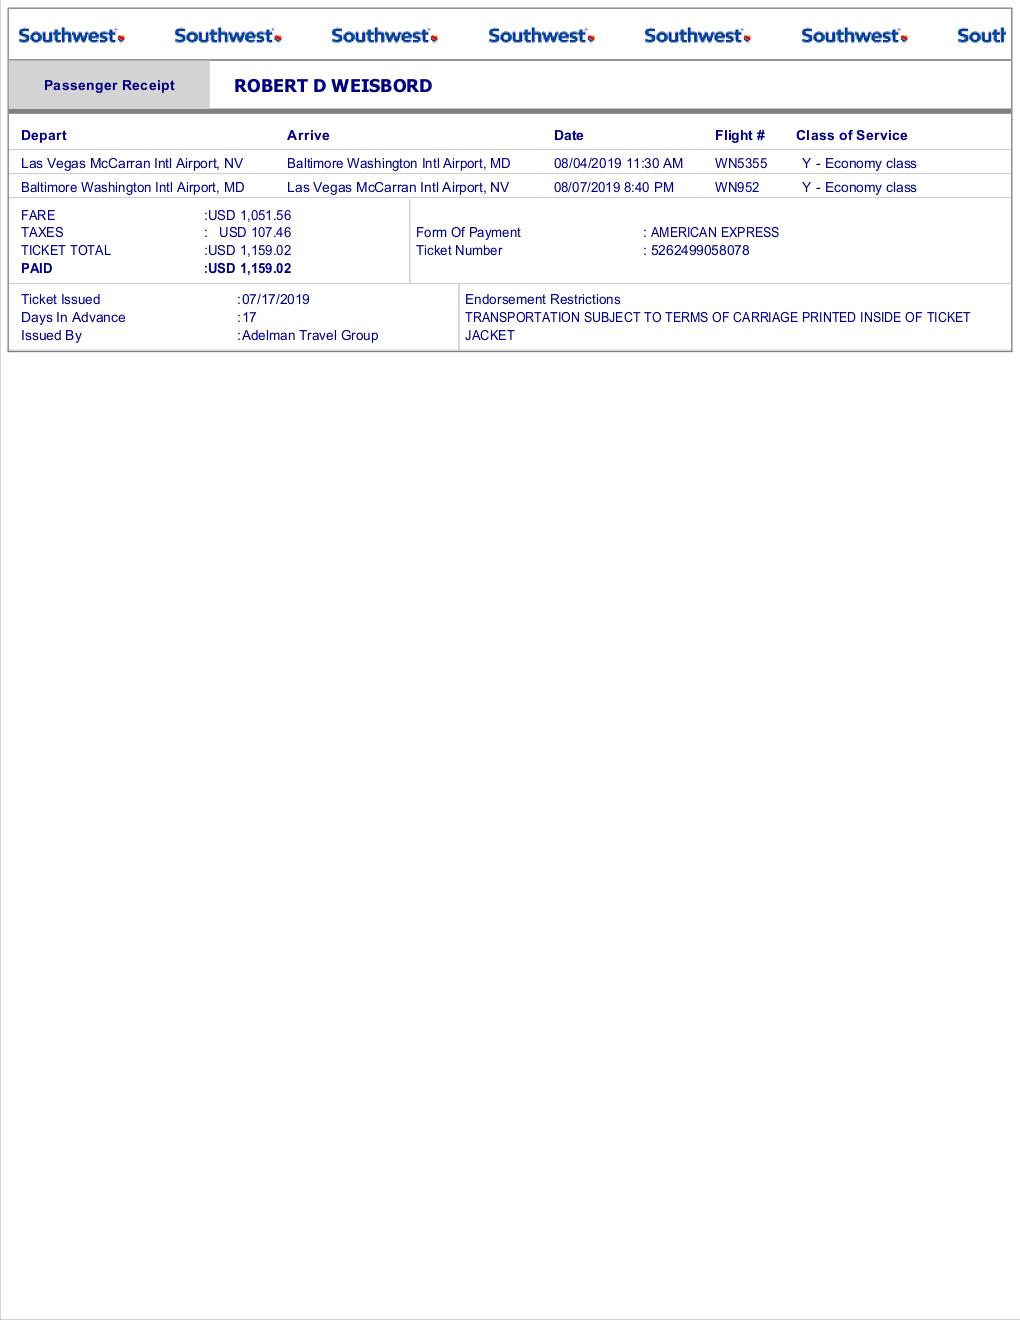 Southwest Southwest Southwest Southwest Southwest Southwest Sout
Passenger Receipt ROBERT D WEISBORD
Depart Arrive Date Flight # Class of Service
Las Vegas McCarran Intl Airport, NV Baltimore Washington Intl Airport, MD 08/04/2019 11:30 AM WN5355 Y - Economy class
Baltimore Washington Intl Airport, MD Las Vegas McCarran Intl Airport, NV 08/07/2019 8:40 PM WN952 Y - Economy class
FARE :USD 1,051.56
TAXES : USD 107.46 Form Of Payment : AMERICAN EXPRESS
TICKET TOTAL :USD 1,159.02 Ticket Number : 5262499058078
PAID :USD 1,159.02
Ticket Issued :07/17/2019 Endorsement Restrictions
Days In Advance :17 TRANSPORTATION SUBJECT TO TERMS OF CARRIAGE PRINTED INSIDE OF TICKET
Issued By :Adelman Travel Group JACKET